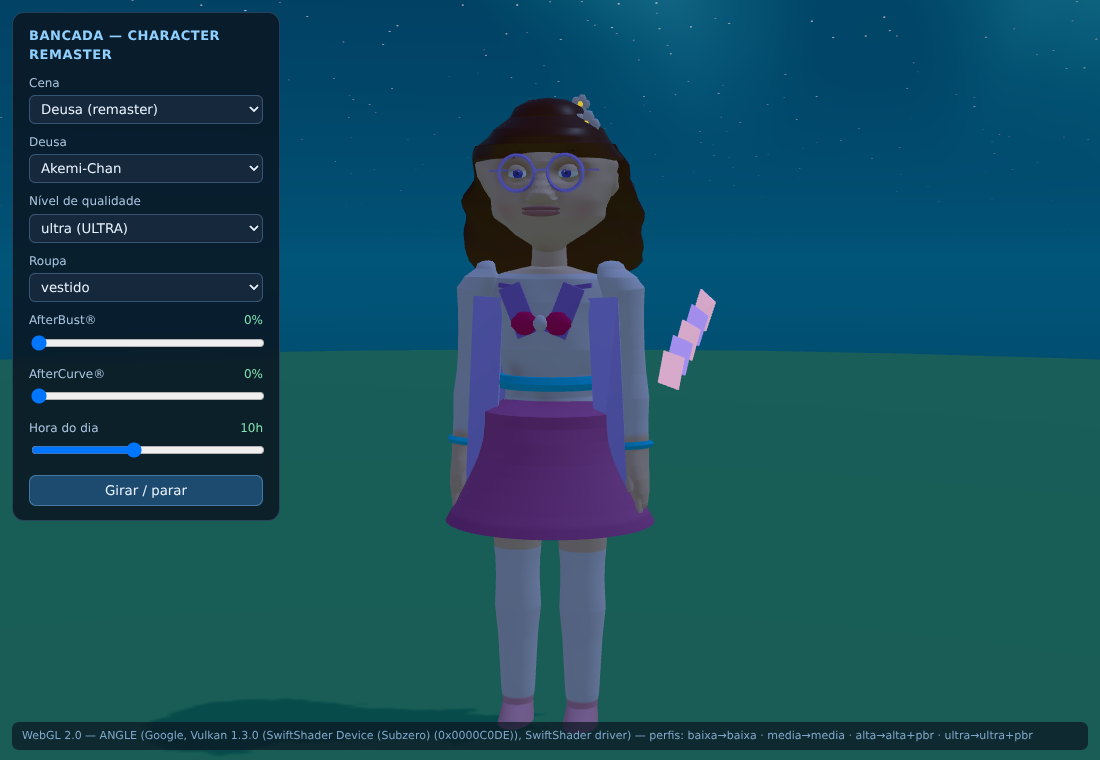 BANCADA — CHARACTER
REMASTER
Cena
Deusa (remaster)
Deusa
Akemi-Chan
Nível de qualidade
ultra (ULTRA)
Roupa
vestido
AfterBust® 0%
AfterCurve® 0%
Hora do dia 10h
Girar / parar
WebGL 2.0 — ANGLE (Google, Vulkan 1.3.0 (SwiftShader Device (Subzero) (0x0000C0DE)), SwiftShader driver) — perfis: baixa→baixa · media→media · alta→alta+pbr · ultra→ultra+pbr